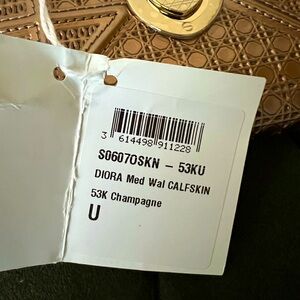 3 614498 911228
S0607OSKN – 53KU
DIORA Med Wal CALFSKIN
53K Champagne
U